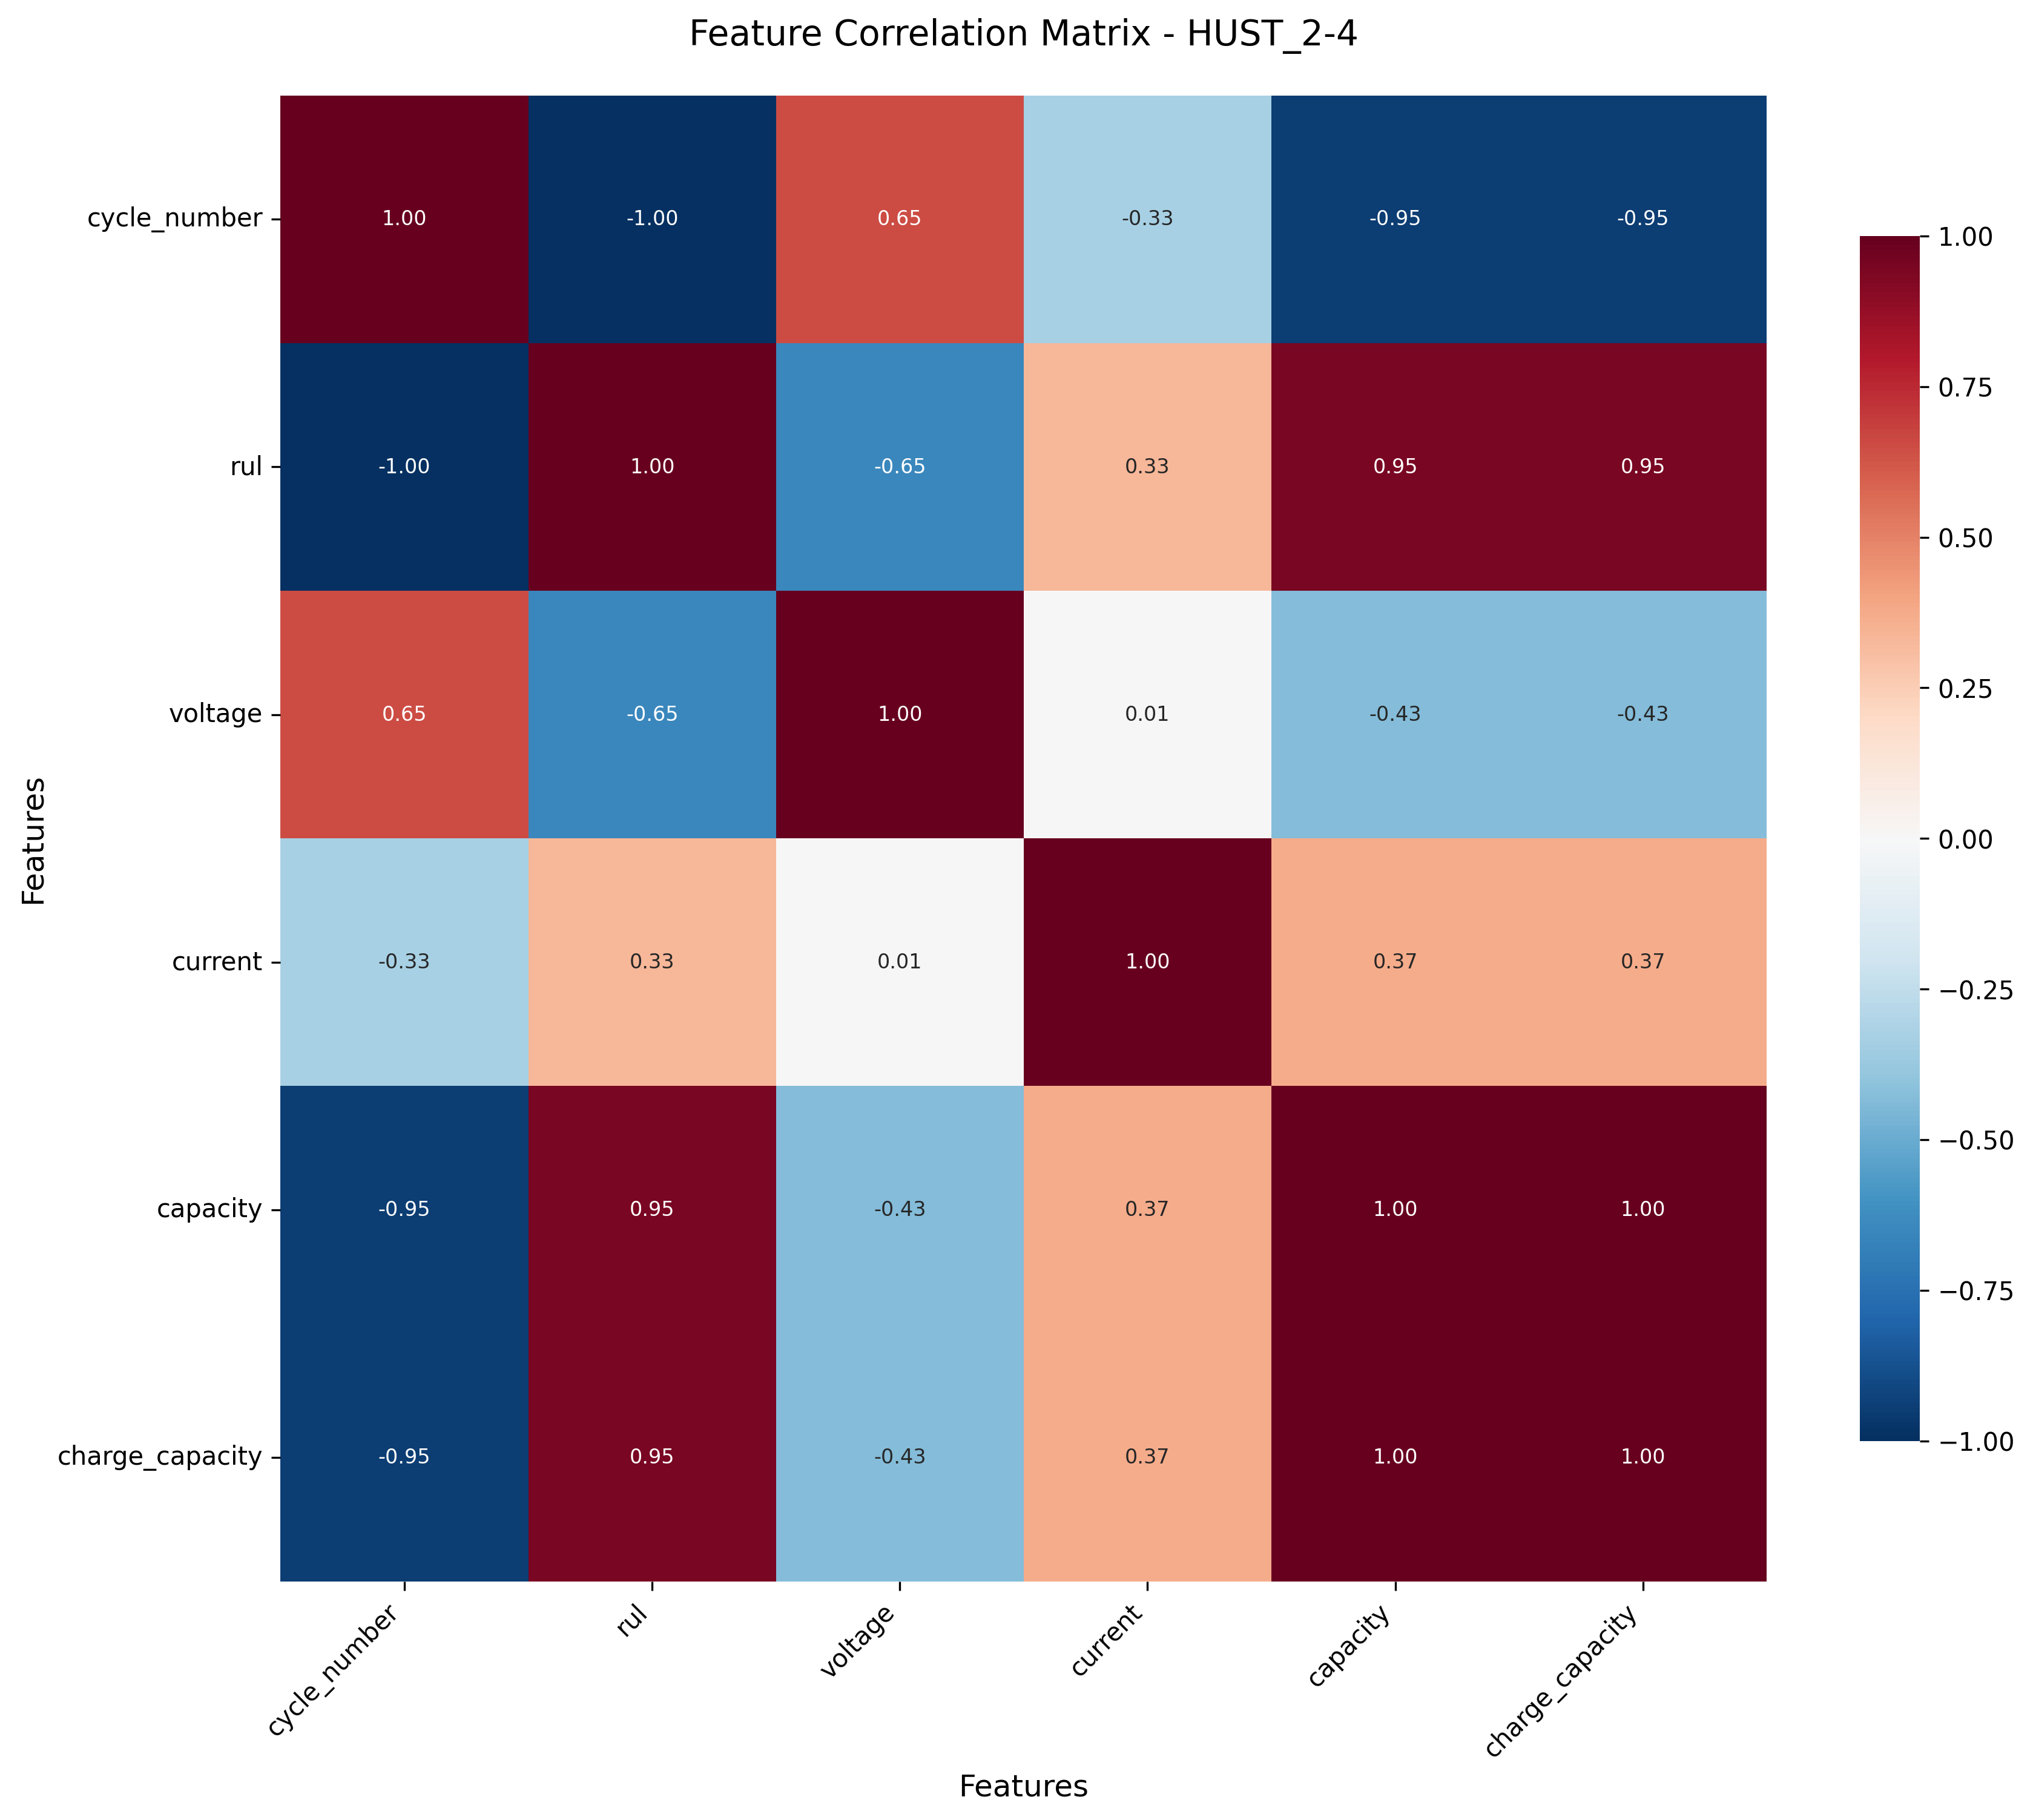 Feature Correlation Matrix - HUST_2-4
cycle_number 1.00 -1.00 0.65 -0.33 -0.95 -0.95
rul -1.00 1.00 -0.65 0.33 0.95 0.95
voltage 0.65 -0.65 1.00 0.01 -0.43 -0.43
current -0.33 0.33 0.01 1.00 0.37 0.37
capacity -0.95 0.95 -0.43 0.37 1.00 1.00
charge_capacity -0.95 0.95 -0.43 0.37 1.00 1.00
Features
cycle_number rul voltage current capacity charge_capacity
Features
1.00
0.75
0.50
0.25
0.00
−0.25
−0.50
−0.75
−1.00